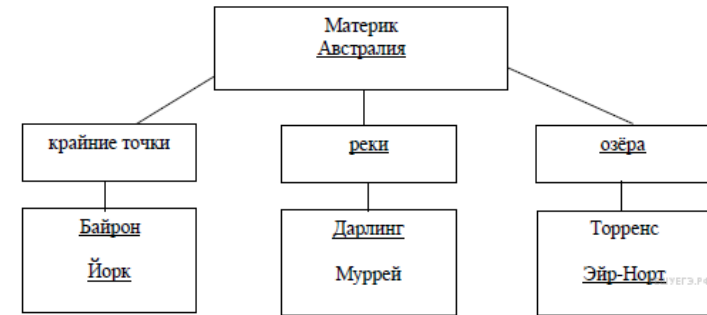 Материк
Австралия
крайние точки
реки
озёра
Байрон
Йорк
Дарлинг
Муррей
Торренс
Эйр-Норт